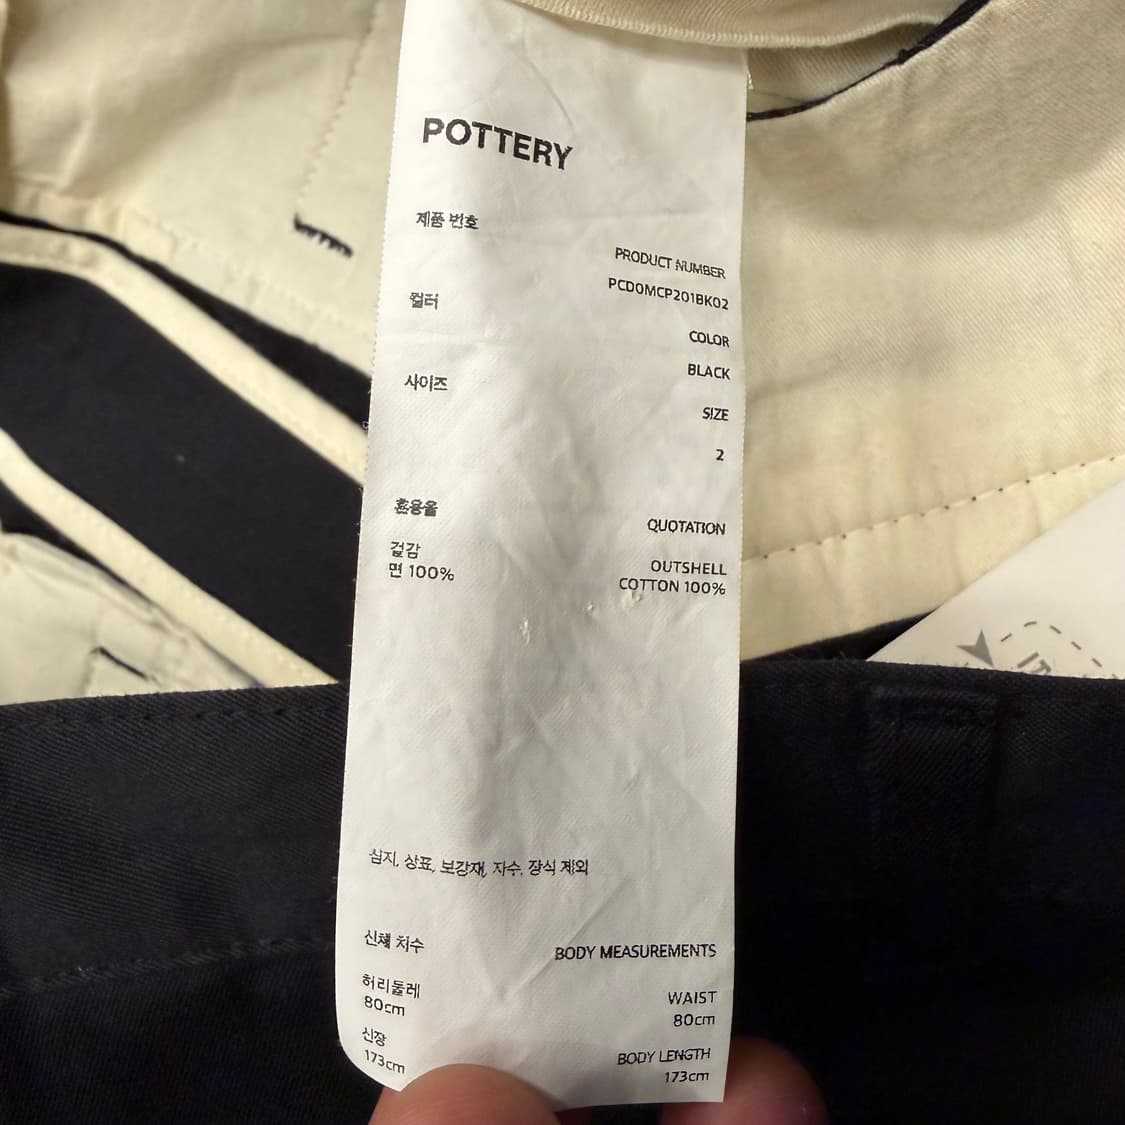 POTTERY
제품 번호
PRODUCT NUMBER
PCD0MCP201BK02
컬러
COLOR
BLACK
사이즈
SIZE
2
혼용율
QUOTATION
겉감
OUTSHELL
면 100%
COTTON 100%
심지, 상표, 보강재, 자수, 장식 제외
신체 치수
BODY MEASUREMENTS
허리둘레
WAIST
80cm
80cm
신장
BODY LENGTH
173cm
173cm